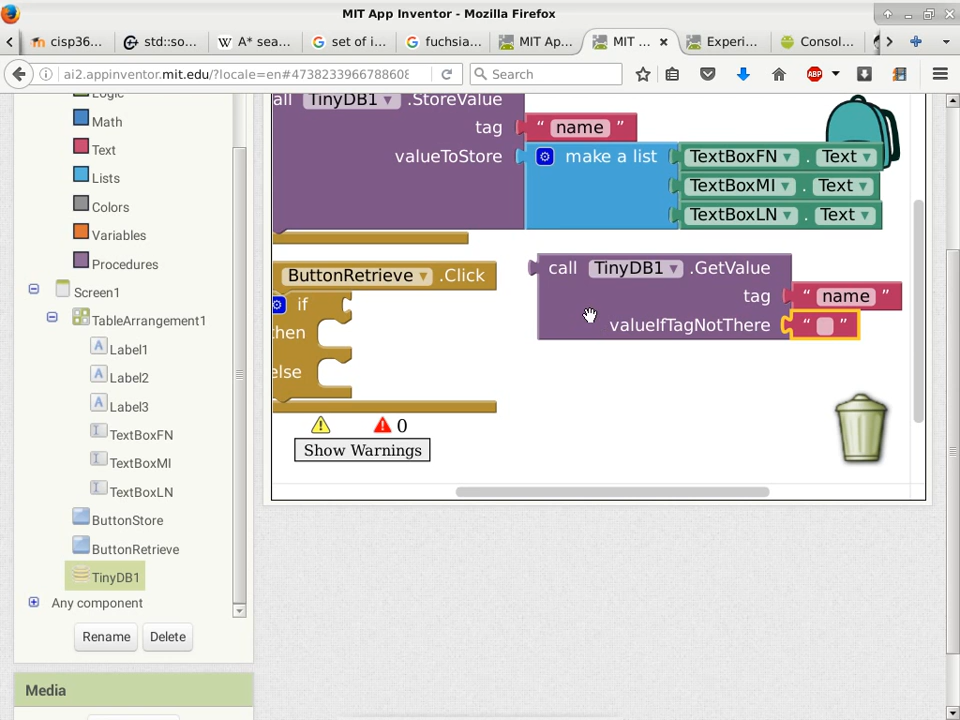 MIT App Inventor - Mozilla Firefox
cisp36...
std::so...
A* sea...
set of i...
fuchsia...
MIT Ap...
MIT ...
Experi...
Consol...
ai2.appinventor.mit.edu/?locale=en#473823396678860
Search
ABP
Logic
Math
Text
Lists
Colors
Variables
Procedures
Screen1
TableArrangement1
Label1
Label2
Label3
TextBoxFN
TextBoxMI
TextBoxLN
ButtonStore
ButtonRetrieve
TinyDB1
Any component
Rename Delete
Media
all TinyDB1 .StoreValue
tag “ name ”
valueToStore make a list TextBoxFN . Text
TextBoxMI . Text
TextBoxLN . Text
ButtonRetrieve .Click
if
then
else
call TinyDB1 .GetValue
tag “ name ”
valueIfTagNotThere “ ”
0
Show Warnings